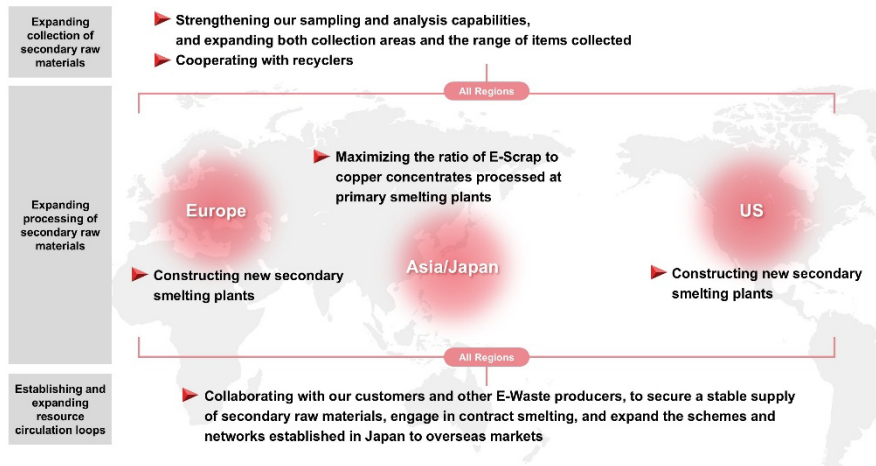 Expanding
collection of
secondary raw
materials
Strengthening our sampling and analysis capabilities,
and expanding both collection areas and the range of items collected
Cooperating with recyclers
All Regions
Expanding
processing of
secondary raw
materials
Maximizing the ratio of E-Scrap to
copper concentrates processed at
primary smelting plants
Europe
US
Asia/Japan
Constructing new secondary
smelting plants
Constructing new secondary
smelting plants
All Regions
Establishing and
expanding
resource
circulation loops
Collaborating with our customers and other E-Waste producers, to secure a stable supply
of secondary raw materials, engage in contract smelting, and expand the schemes and
networks established in Japan to overseas markets